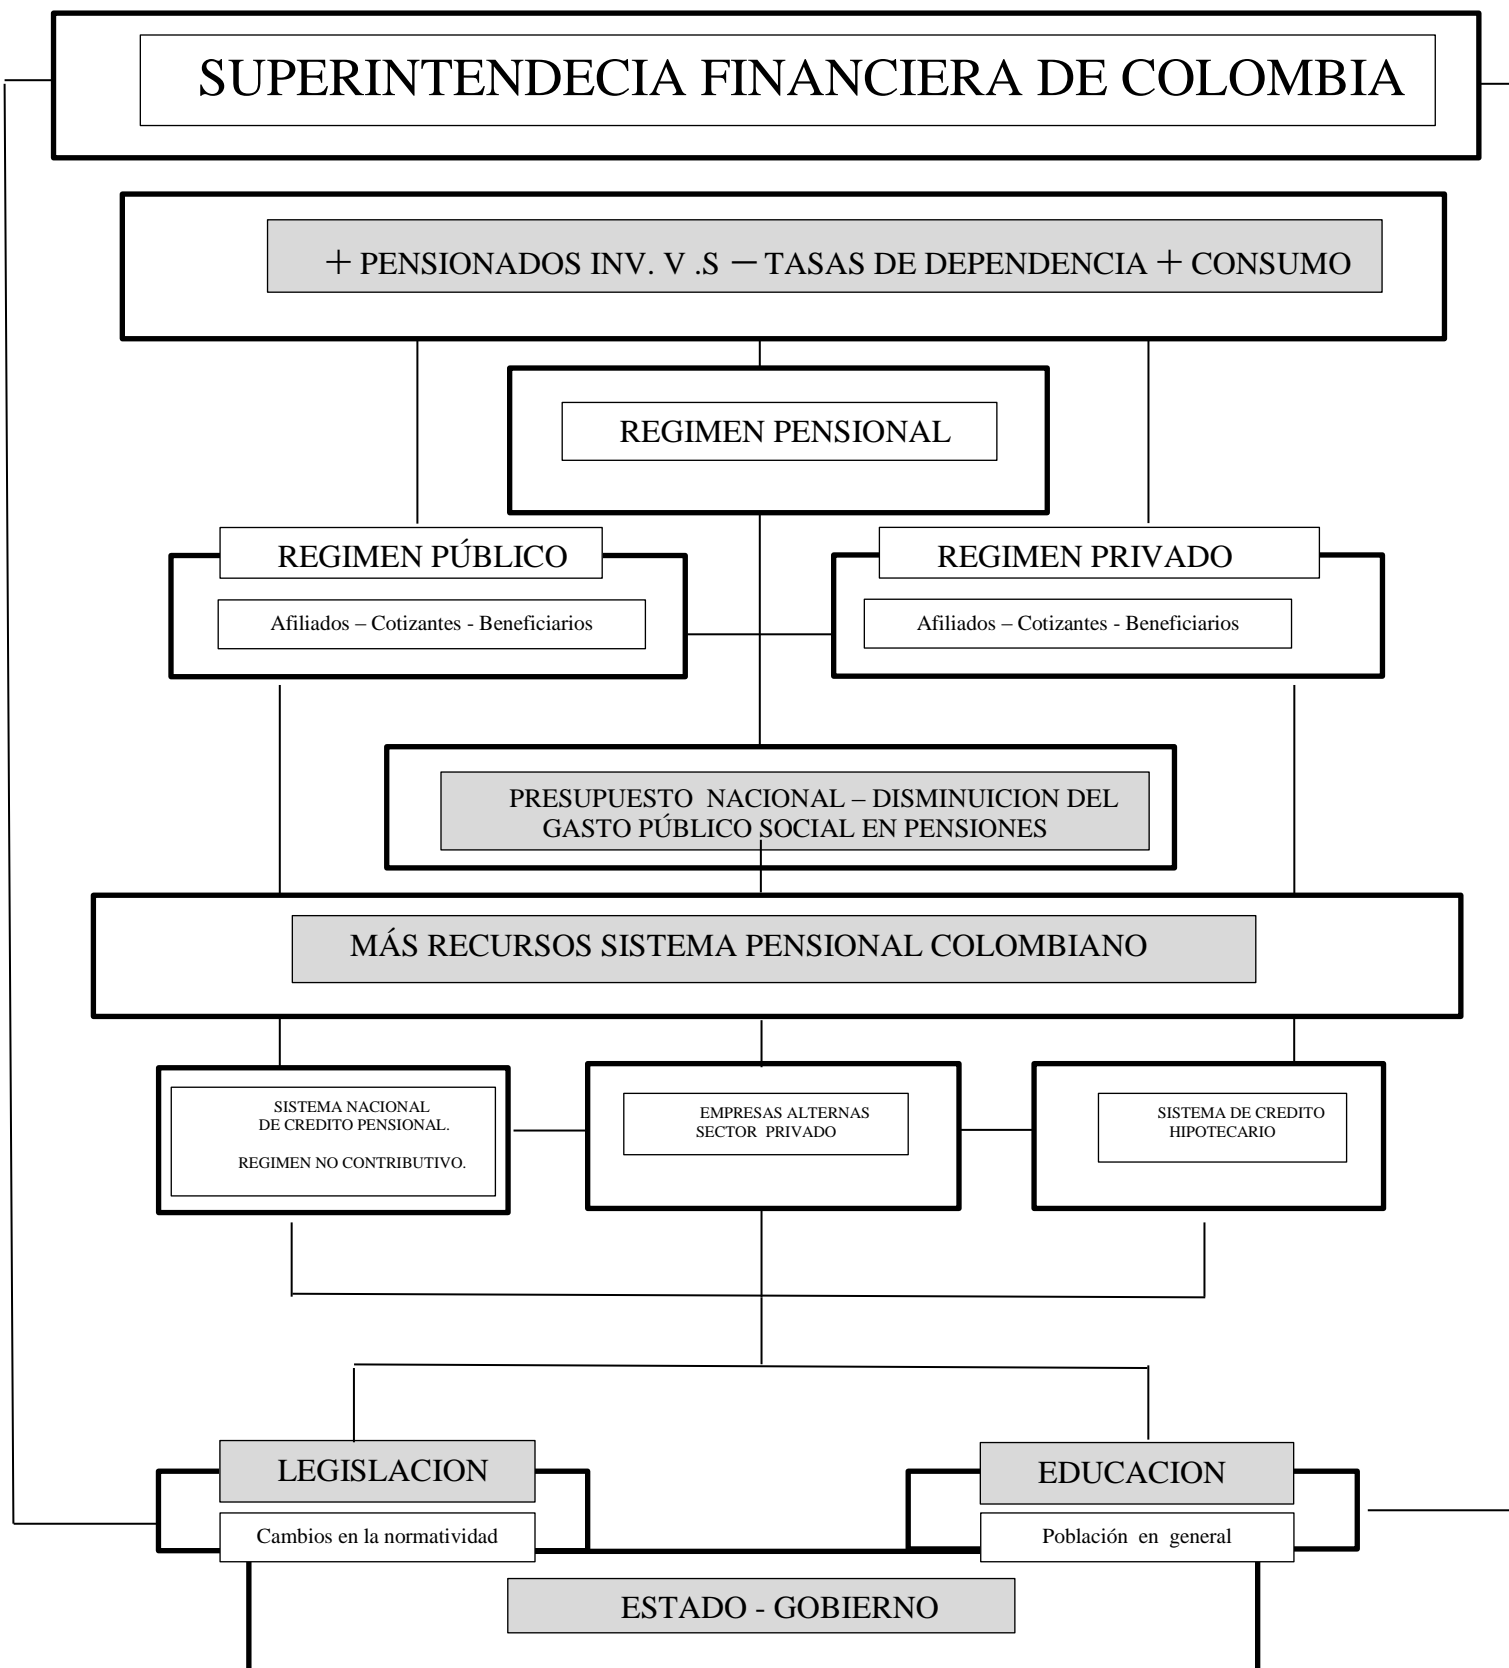 SUPERINTENDECIA FINANCIERA DE COLOMBIA
+ PENSIONADOS INV. V .S – TASAS DE DEPENDENCIA + CONSUMO
REGIMEN PENSIONAL
REGIMEN PÚBLICO
Afiliados – Cotizantes - Beneficiarios
REGIMEN PRIVADO
Afiliados – Cotizantes - Beneficiarios
PRESUPUESTO NACIONAL – DISMINUICION DEL
GASTO PÚBLICO SOCIAL EN PENSIONES
MÁS RECURSOS SISTEMA PENSIONAL COLOMBIANO
SISTEMA NACIONAL
DE CREDITO PENSIONAL.
REGIMEN NO CONTRIBUTIVO.
EMPRESAS ALTERNAS
SECTOR PRIVADO
SISTEMA DE CREDITO
HIPOTECARIO
LEGISLACION
Cambios en la normatividad
EDUCACION
Población en general
ESTADO - GOBIERNO